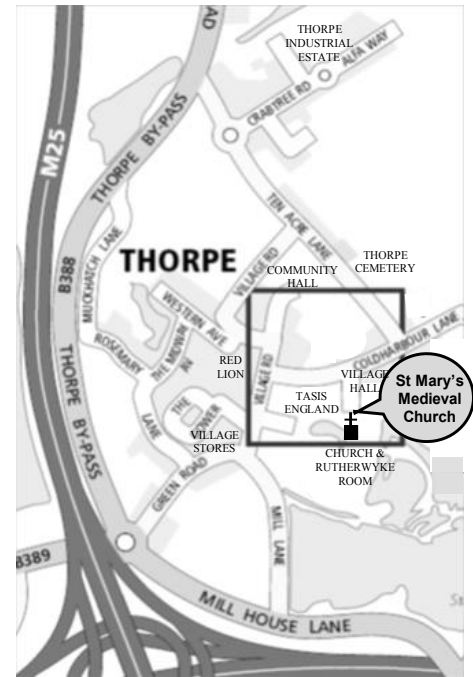 THORPE
INDUSTRIAL
ESTATE
ALFA WAY
CRABTREE RD
M25
THORPE BY-PASS
B388
MUCKHATCH LANE
TEN ACRE LANE
THORPE
VILLAGE RD
COMMUNITY
HALL
THORPE
CEMETERY
WESTERN AVE
ROSEMARY
LANE
THE MIDWAY
RED
LION
VILLAGE RD
COLDHARBOUR LANE
VILLAGE
HALL
TASIS
ENGLAND
St Mary's
Medieval
Church
THORPE BY-PASS
THE
VILLAGE
STORES
CHURCH &
RUTHERWYKE
ROOM
GREEN ROAD
MILL LANE
B389
MILL HOUSE LANE